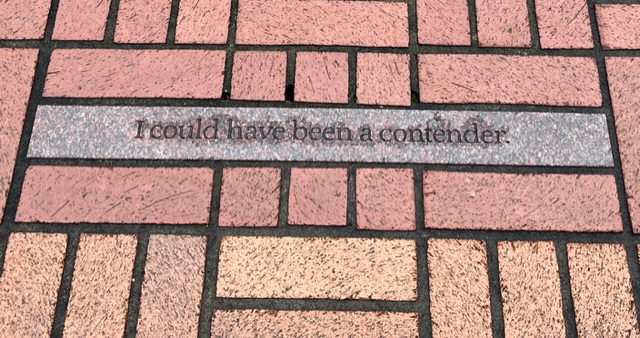 I could have been a contender.